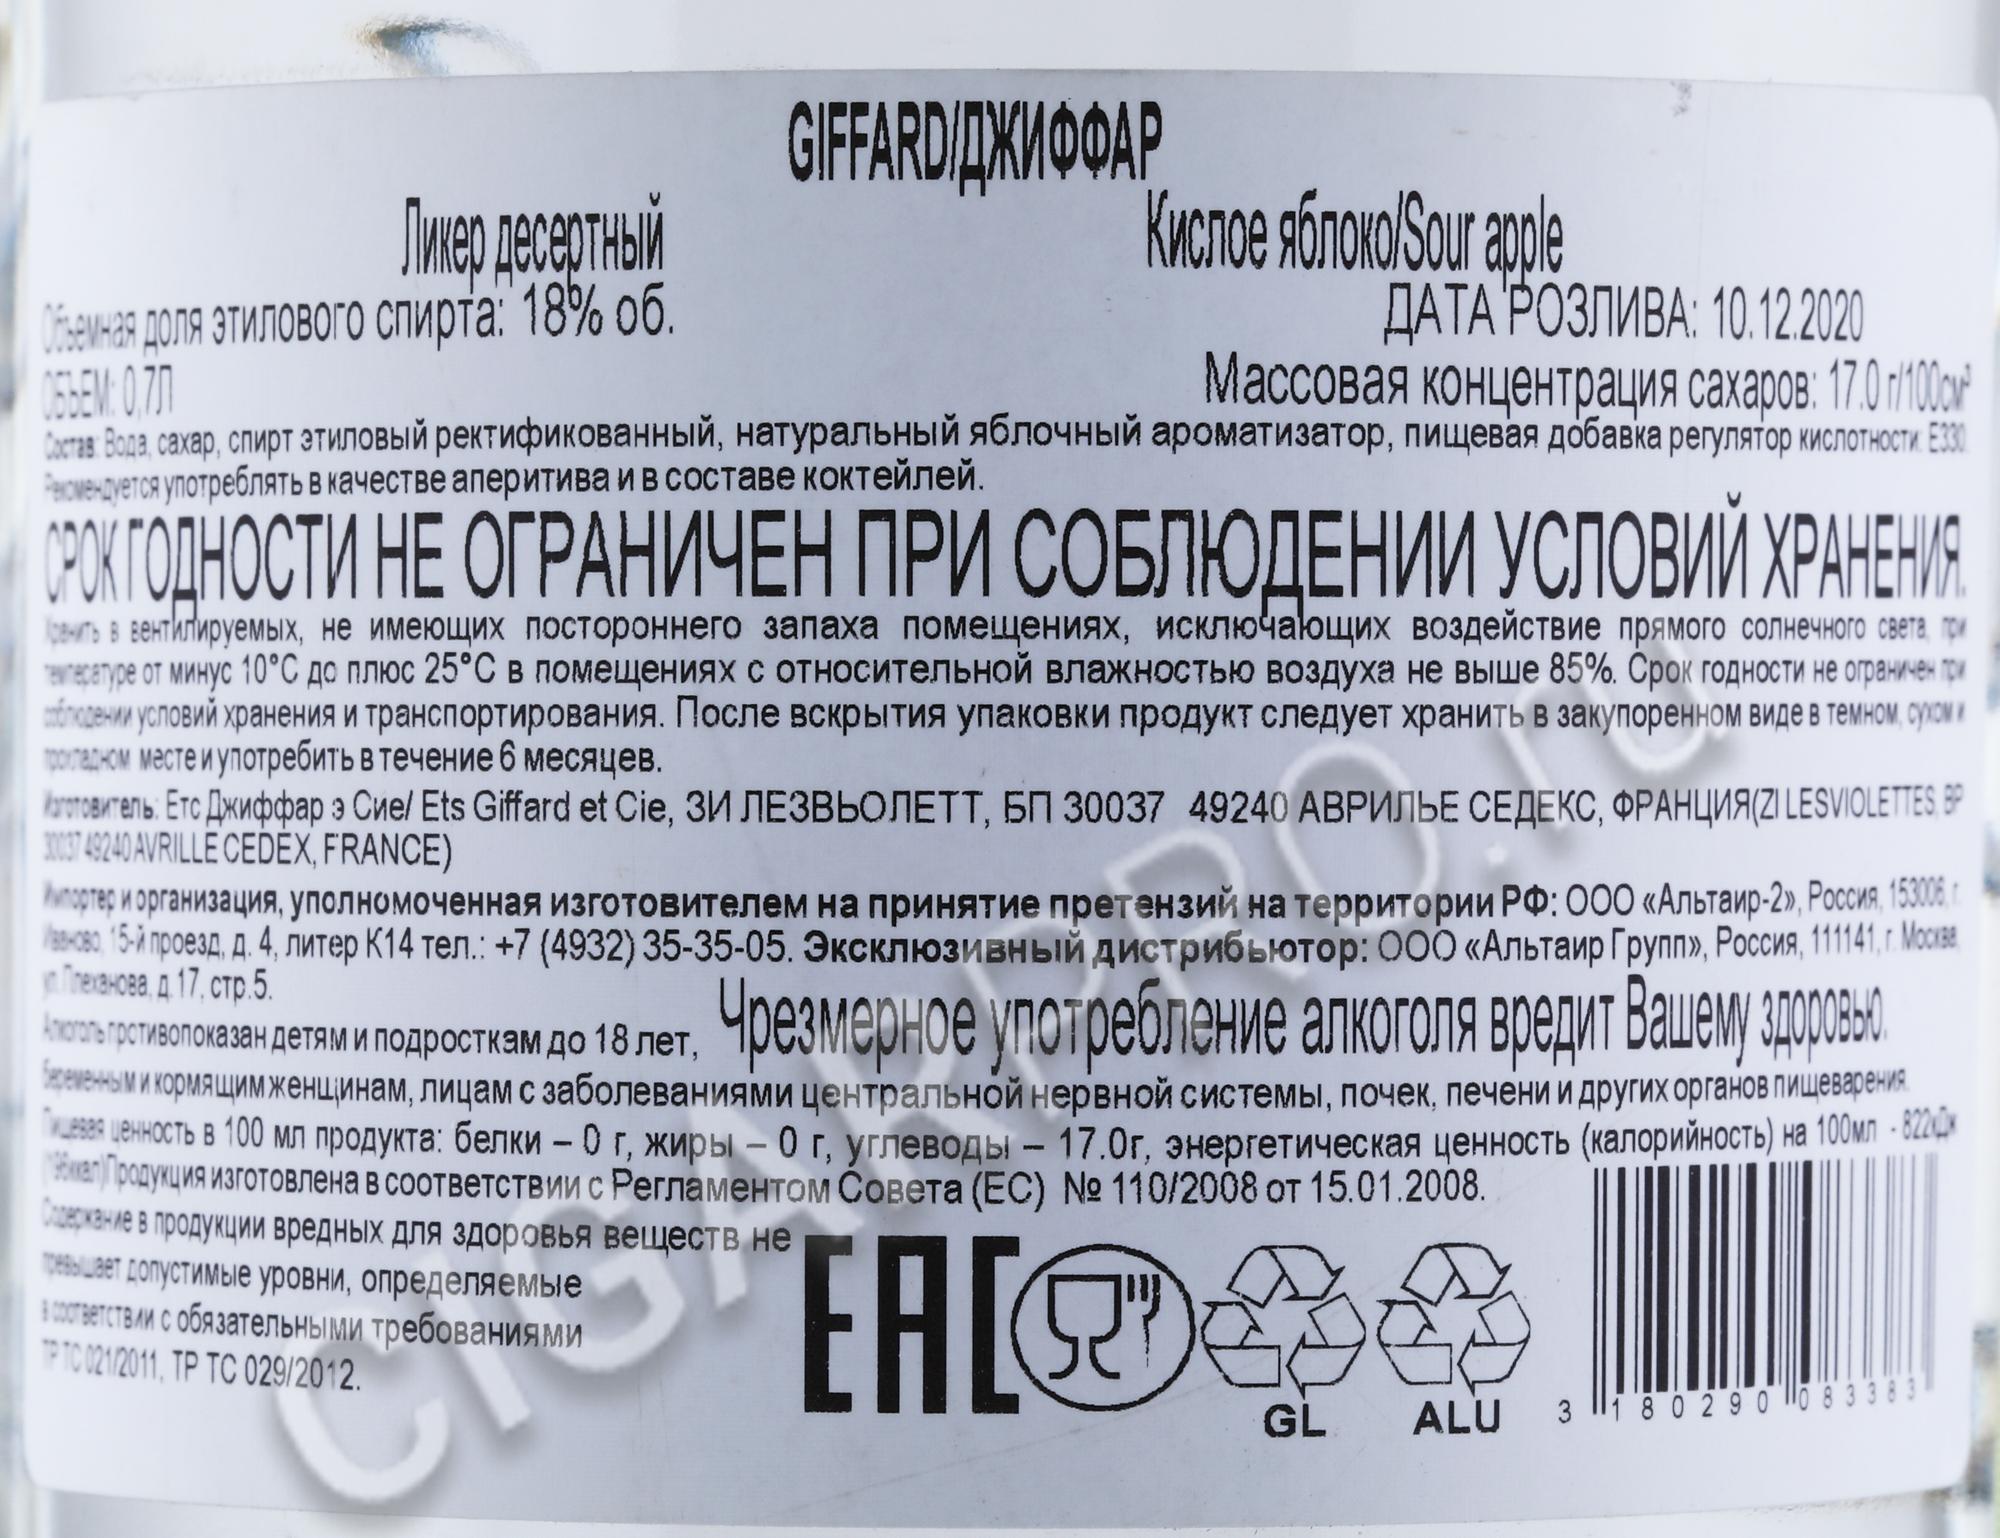 GIFFARD/ДЖИФФАР
Ликер десертный Кислое яблоко/Sour apple
Объемная доля этилового спирта: 18% об. ДАТА РОЗЛИВА: 10.12.2020
ОБЪЕМ: 0,7Л Массовая концентрация сахаров: 17.0 г/100см³
Состав: Вода, сахар, спирт этиловый ректификованный, натуральный яблочный ароматизатор, пищевая добавка регулятор кислотности: Е330.
Рекомендуется употреблять в качестве аперитива и в составе коктейлей.
СРОК ГОДНОСТИ НЕ ОГРАНИЧЕН ПРИ СОБЛЮДЕНИИ УСЛОВИЙ ХРАНЕНИЯ.
Хранить в вентилируемых, не имеющих постороннего запаха помещениях, исключающих воздействие прямого солнечного света, при
температуре от минус 10°С до плюс 25°С в помещениях с относительной влажностью воздуха не выше 85%. Срок годности не ограничен при
соблюдении условий хранения и транспортирования. После вскрытия упаковки продукт следует хранить в закупоренном виде в темном, сухом и
прохладном месте и употребить в течение 6 месяцев.
Изготовитель: Етс Джиффар э Сие/ Ets Giffard et Cie, ЗИ ЛЕЗВЬОЛЕТТ, БП 30037 49240 АВРИЛЬЕ СЕДЕКС, ФРАНЦИЯ(ZI LESVIOLETTES, BP
30037 49240 AVRILLE CEDEX, FRANCE)
Импортер и организация, уполномоченная изготовителем на принятие претензий на территории РФ: ООО «Альтаир-2», Россия, 153006, г.
Иваново, 15-й проезд, д. 4, литер К14 тел.: +7 (4932) 35-35-05. Эксклюзивный дистрибьютор: ООО «Альтаир Групп», Россия, 111141, г. Москва,
ул. Плеханова, д. 17, стр.5.
Алкоголь противопоказан детям и подросткам до 18 лет, Чрезмерное употребление алкоголя вредит Вашему здоровью.
беременным и кормящим женщинам, лицам с заболеваниями центральной нервной системы, почек, печени и других органов пищеварения.
Пищевая ценность в 100 мл продукта: белки – 0 г, жиры – 0 г, углеводы – 17.0г, энергетическая ценность (калорийность) на 100мл - 822кДж
(196ккал)Продукция изготовлена в соответствии с Регламентом Совета (ЕС) № 110/2008 от 15.01.2008.
Содержание в продукции вредных для здоровья веществ не
превышает допустимые уровни, определяемые
в соответствии с обязательными требованиями
ТР ТС 021/2011, ТР ТС 029/2012.
EAC
GL
ALU
3 180290 083383
CIGARPRO.ru